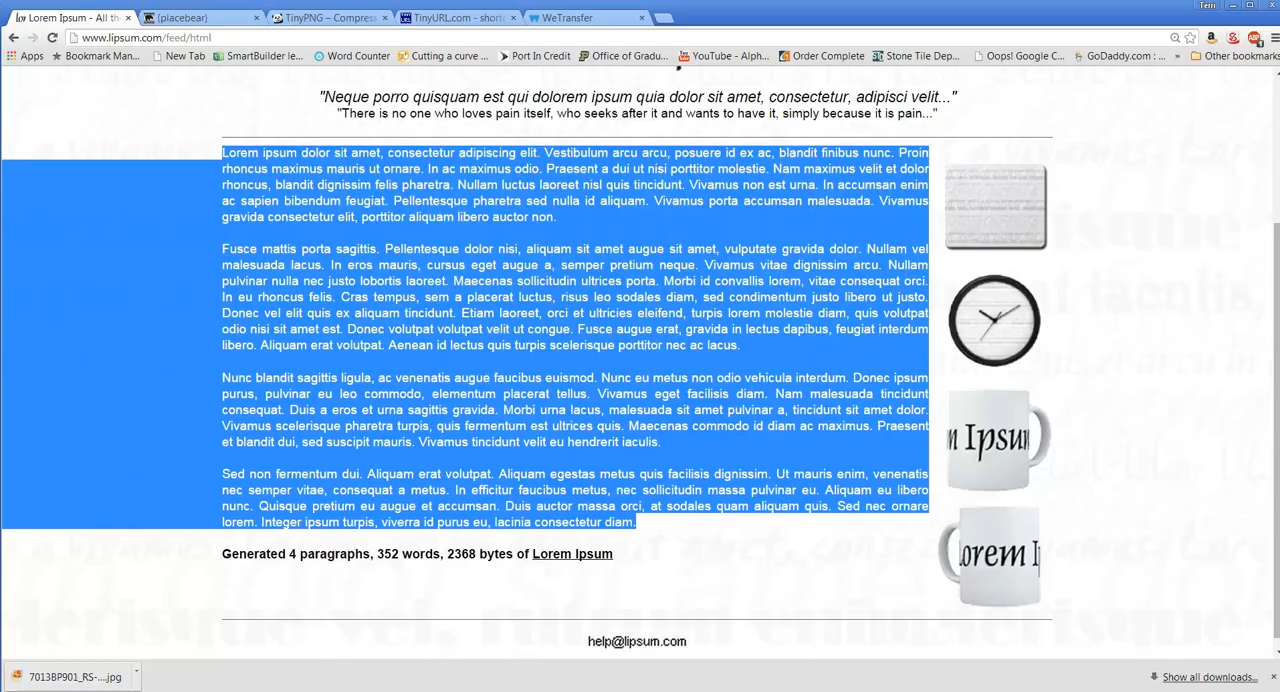 Terri
Lorem Ipsum - All th
{placebear}
TinyPNG – Compress
TinyURL.com - shorte
WeTransfer
www.lipsum.com/feed/html
Apps
Bookmark Man...
New Tab
SmartBuilder le...
Word Counter
Cutting a curve ...
Port In Credit
Office of Gradu...
YouTube - Alph...
Order Complete
Stone Tile Dep...
Oops! Google C...
GoDaddy.com : ...
»
Other bookmarks
"Neque porro quisquam est qui dolorem ipsum quia dolor sit amet, consectetur, adipisci velit..."
"There is no one who loves pain itself, who seeks after it and wants to have it, simply because it is pain..."
Lorem ipsum dolor sit amet, consectetur adipiscing elit. Vestibulum arcu arcu, posuere id ex ac, blandit finibus nunc. Proin
rhoncus maximus mauris ut ornare. In ac maximus odio. Praesent a dui ut nisi porttitor molestie. Nam maximus velit et dolor
rhoncus, blandit dignissim felis pharetra. Nullam luctus laoreet nisl quis tincidunt. Vivamus non est urna. In accumsan enim
ac sapien bibendum feugiat. Pellentesque pharetra sed nulla id aliquam. Vivamus porta accumsan malesuada. Vivamus
gravida consectetur elit, porttitor aliquam libero auctor non.
Fusce mattis porta sagittis. Pellentesque dolor nisi, aliquam sit amet augue sit amet, vulputate gravida dolor. Nullam vel
malesuada lacus. In eros mauris, cursus eget augue a, semper pretium neque. Vivamus vitae dignissim arcu. Nullam
pulvinar nulla nec justo lobortis laoreet. Maecenas sollicitudin ultrices porta. Morbi id convallis lorem, vitae consequat orci.
In eu rhoncus felis. Cras tempus, sem a placerat luctus, risus leo sodales diam, sed condimentum justo libero ut justo.
Donec vel elit quis ex aliquam tincidunt. Etiam laoreet, orci et ultricies eleifend, turpis lorem molestie diam, quis volutpat
odio nisi sit amet est. Donec volutpat volutpat velit ut congue. Fusce augue erat, gravida in lectus dapibus, feugiat interdum
libero. Aliquam erat volutpat. Aenean id lectus quis turpis scelerisque porttitor nec ac lacus.
Nunc blandit sagittis ligula, ac venenatis augue faucibus euismod. Nunc eu metus non odio vehicula interdum. Donec ipsum
purus, pulvinar eu leo commodo, elementum placerat tellus. Vivamus eget facilisis diam. Nam malesuada tincidunt
consequat. Duis a eros et urna sagittis gravida. Morbi urna lacus, malesuada sit amet pulvinar a, tincidunt sit amet dolor.
Vivamus scelerisque pharetra turpis, quis fermentum est ultrices quis. Maecenas commodo id diam ac maximus. Praesent
et blandit dui, sed suscipit mauris. Vivamus tincidunt velit eu hendrerit iaculis.
Sed non fermentum dui. Aliquam erat volutpat. Aliquam egestas metus quis facilisis dignissim. Ut mauris enim, venenatis
nec semper vitae, consequat a metus. In efficitur faucibus metus, nec sollicitudin massa pulvinar eu. Aliquam eu libero
nunc. Quisque pretium eu augue et accumsan. Duis auctor massa orci, at sodales quam aliquam quis. Sed nec ornare
lorem. Integer ipsum turpis, viverra id purus eu, lacinia consectetur diam.
m Ipsum
Lorem I
Generated 4 paragraphs, 352 words, 2368 bytes of Lorem Ipsum
help@lipsum.com
7013BP901_RS-....jpg
Show all downloads...